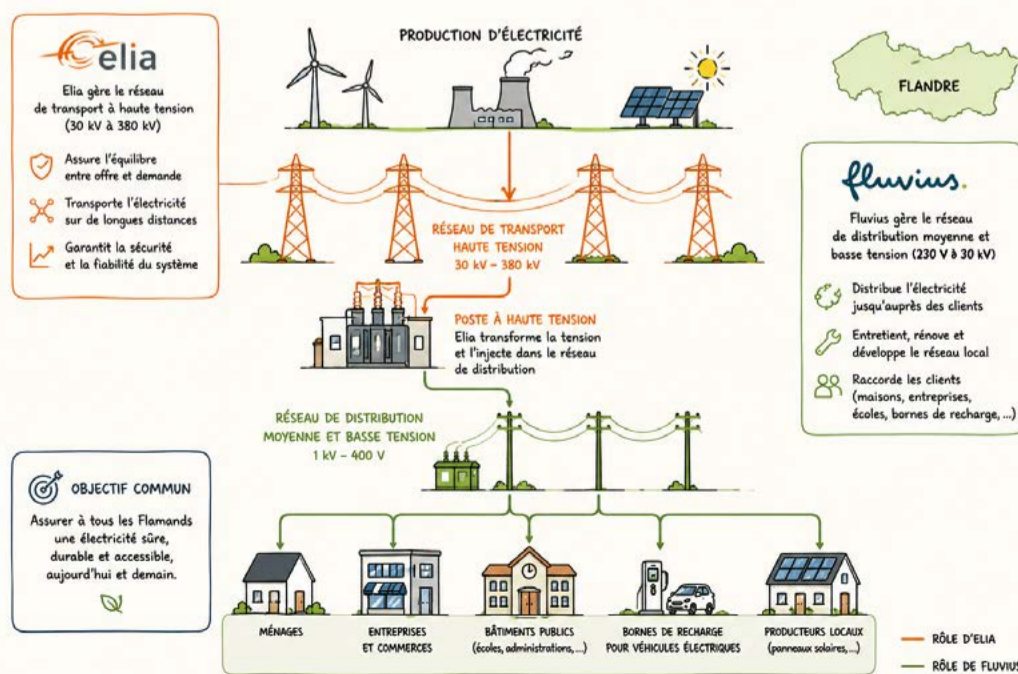 elia
Elia gère le réseau
de transport à haute tension
(30 kV à 380 kV)
Assure l'équilibre
entre offre et demande
Transporte l'électricité
sur de longues distances
Garantit la sécurité
et la fiabilité du système
PRODUCTION D'ÉLECTRICITÉ
FLANDRE
fluvius.
Fluvius gère le réseau
de distribution moyenne et
basse tension (230 V à 30 kV)
Distribue l'électricité
jusqu'auprès des clients
Entretient, rénove et
développe le réseau local
Raccorde les clients
(maisons, entreprises,
écoles, bornes de recharge, ...)
RÉSEAU DE TRANSPORT
HAUTE TENSION
30 kV – 380 kV
POSTE À HAUTE TENSION
Elia transforme la tension
et l'injecte dans le réseau
de distribution
RÉSEAU DE DISTRIBUTION
MOYENNE ET BASSE TENSION
1 kV – 400 V
OBJECTIF COMMUN
Assurer à tous les Flamands
une électricité sûre,
durable et accessible,
aujourd'hui et demain.
MÉNAGES
ENTREPRISES
ET COMMERCES
BÂTIMENTS PUBLICS
(écoles, administrations, ...)
BORNES DE RECHARGE
POUR VÉHICULES ÉLECTRIQUES
PRODUCTEURS LOCAUX
(panneaux solaires, ...)
RÔLE D'ELIA
RÔLE DE FLUVIUS